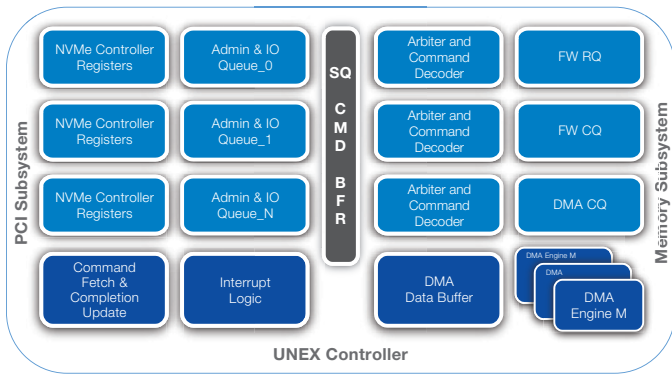 PCI Subsystem
NVMe Controller
Registers
Admin & IO
Queue_0
NVMe Controller
Registers
Admin & IO
Queue_1
NVMe Controller
Registers
Admin & IO
Queue_N
Command
Fetch &
Completion
Update
Interrupt
Logic
SQ
C
M
D
B
F
R
Arbiter and
Command
Decoder
FW RQ
Arbiter and
Command
Decoder
FW CQ
Arbiter and
Command
Decoder
DMA CQ
DMA
Data Buffer
DMA Engine M
DMA
DMA
Engine M
Memory Subsystem
UNEX Controller